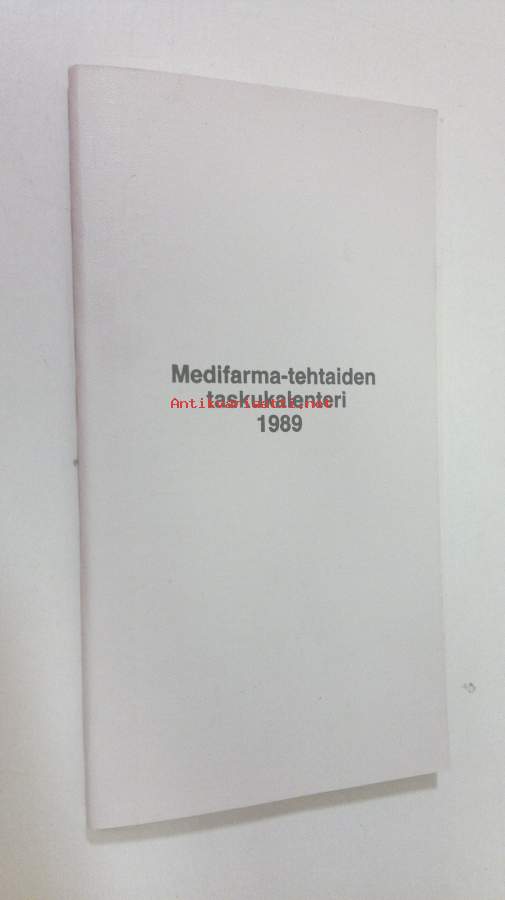 Medifarma-tehtaiden
taskukalenteri
Antikvariaatti.net
1989